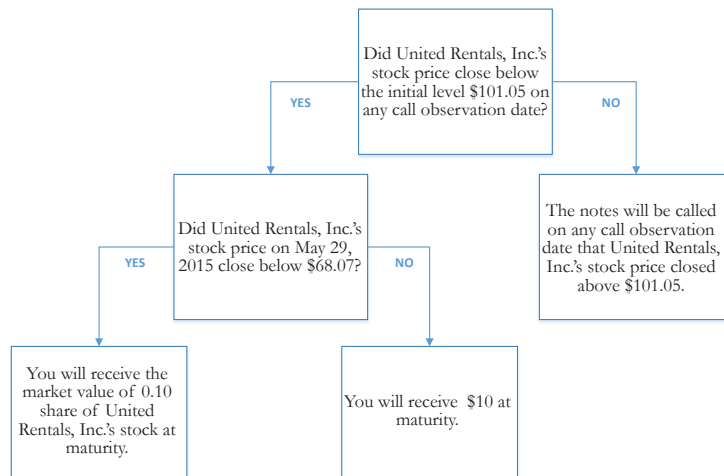 Did United Rentals, Inc.'s
stock price close below
the initial level $101.05 on
any call observation date?
YES
NO
Did United Rentals, Inc.'s
stock price on May 29,
2015 close below $68.07?
The notes will be called
on any call observation
date that United Rentals,
Inc.'s stock price closed
above $101.05.
YES
NO
You will receive the
market value of 0.10
share of United
Rentals, Inc.'s stock at
maturity.
You will receive $10 at
maturity.